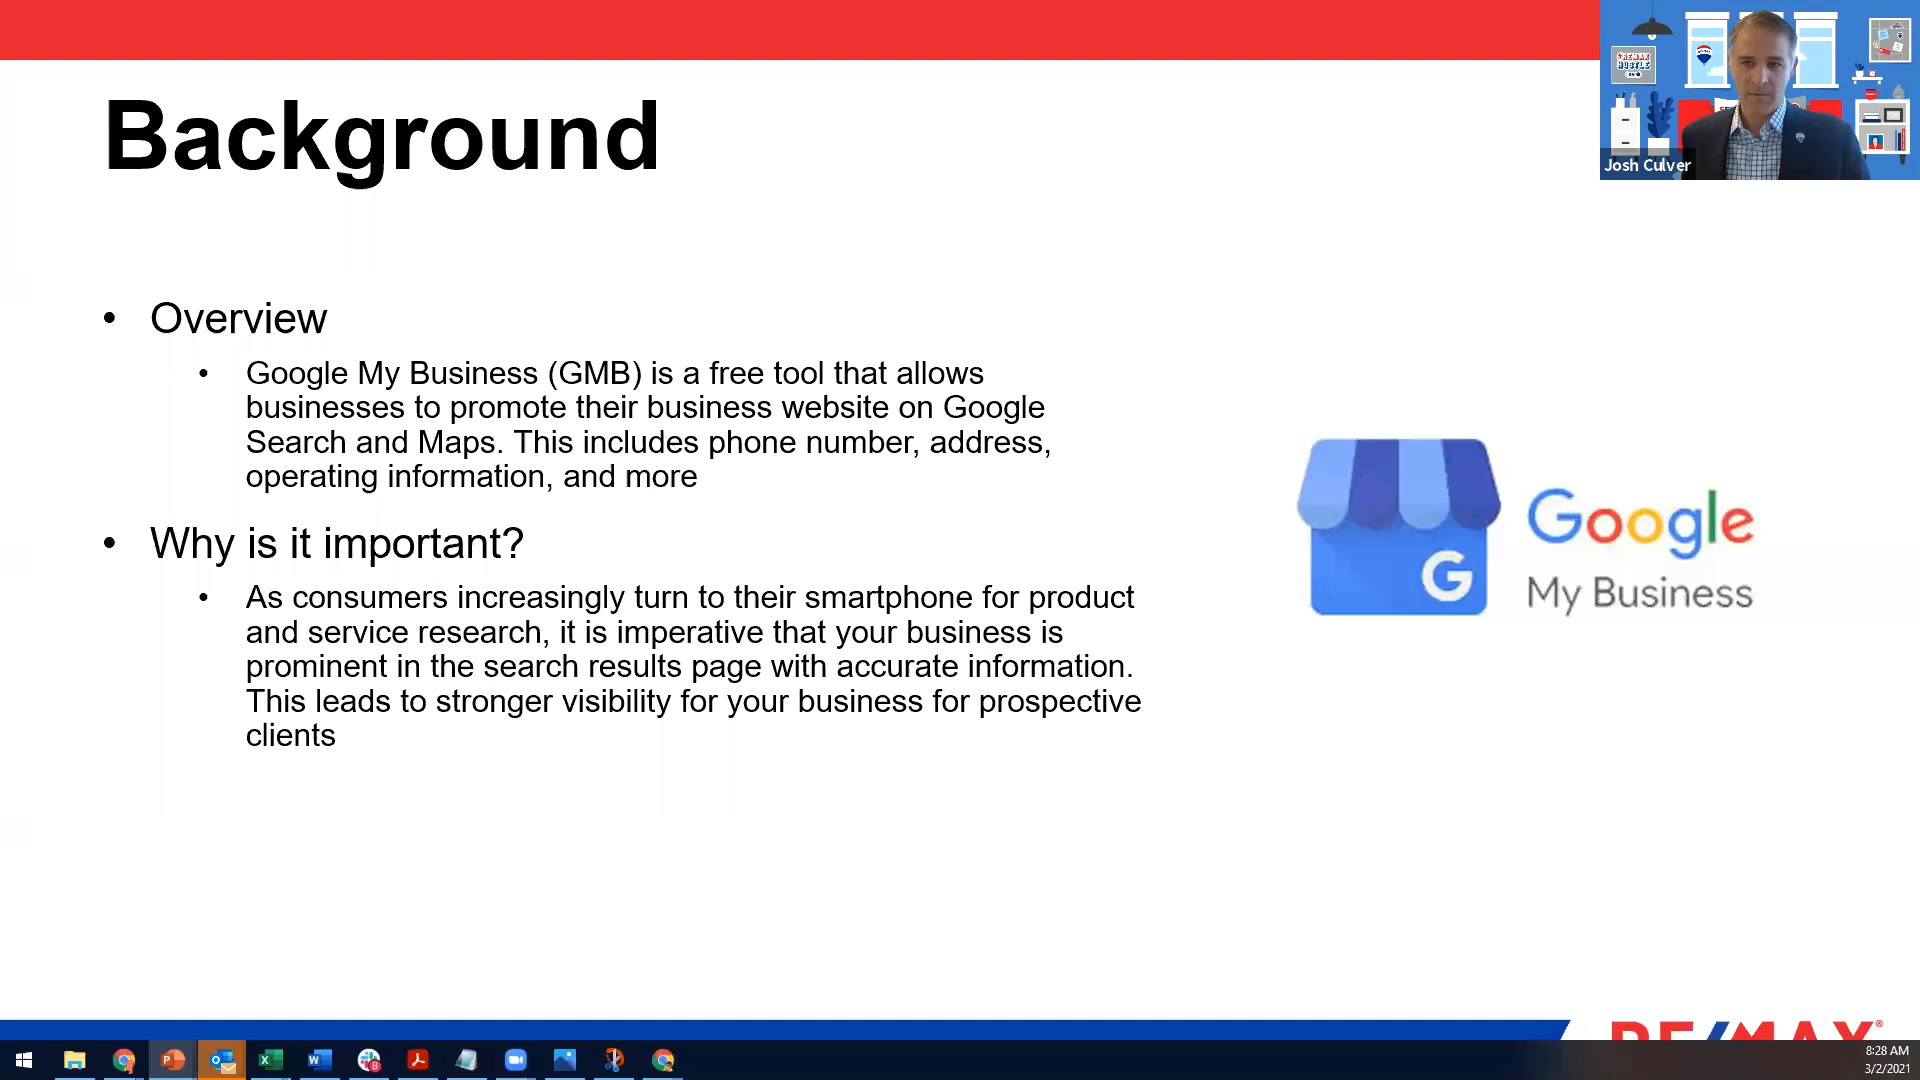 Background
• Overview
• Google My Business (GMB) is a free tool that allows
businesses to promote their business website on Google
Search and Maps. This includes phone number, address,
operating information, and more
• Why is it important?
• As consumers increasingly turn to their smartphone for product
and service research, it is imperative that your business is
prominent in the search results page with accurate information.
This leads to stronger visibility for your business for prospective
clients
G
Google
My Business
#REMAX
HUSTLE
Josh Culver
RE/MAX®
8:28 AM
3/2/2021